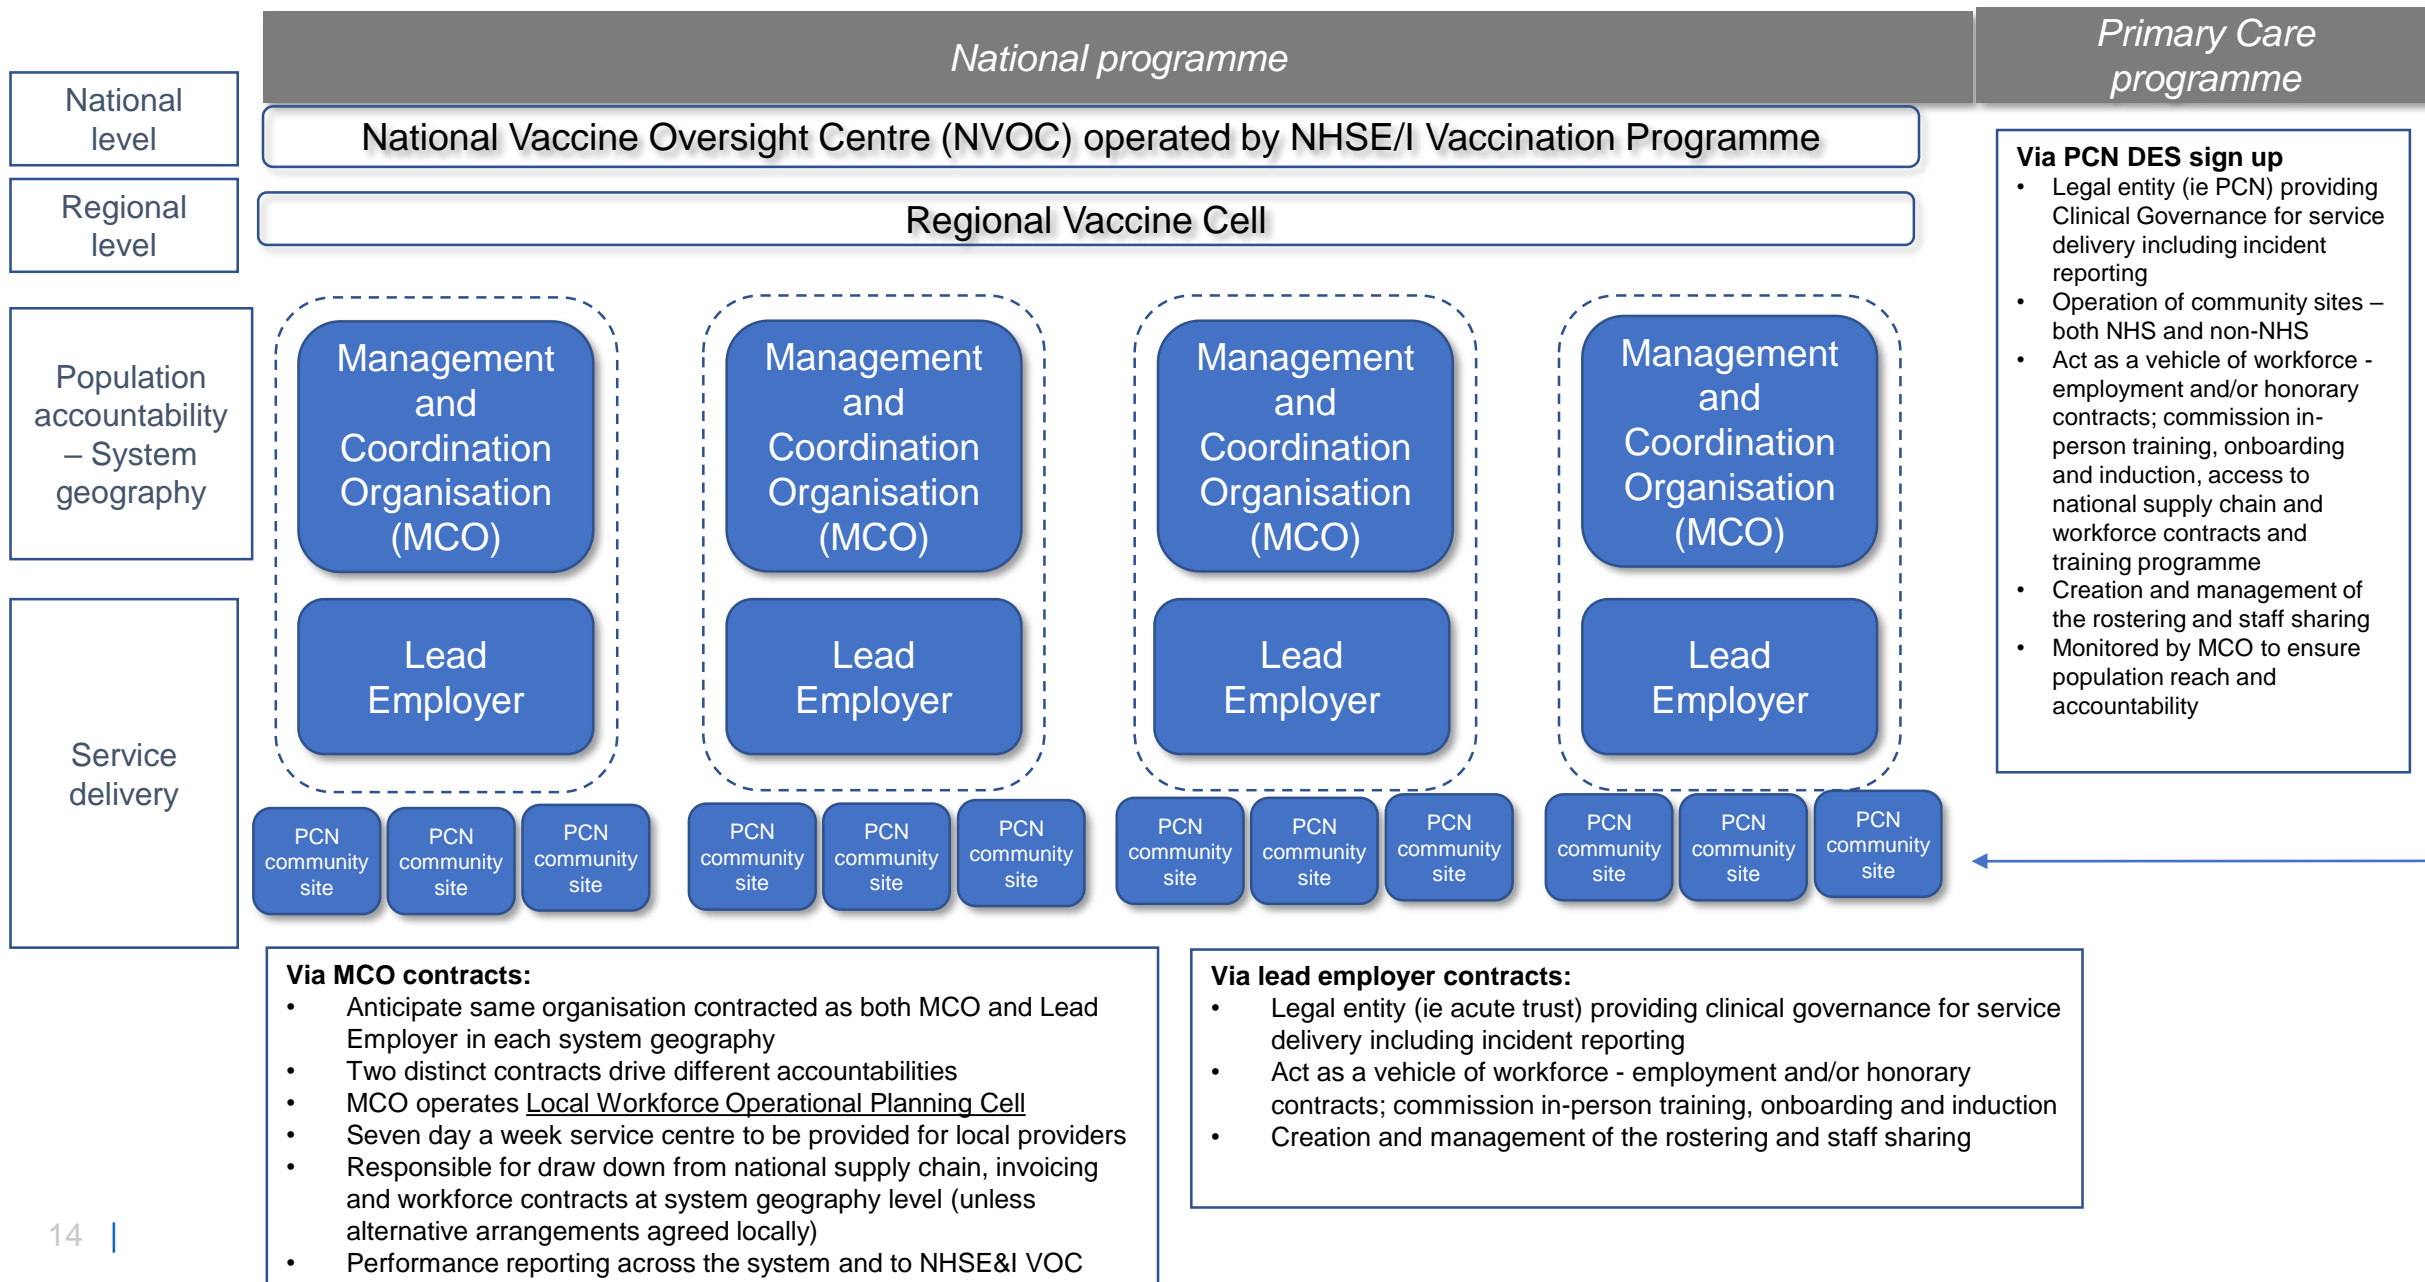 National programme
Primary Care
programme
National
level
National Vaccine Oversight Centre (NVOC) operated by NHSE/I Vaccination Programme
Regional
level
Regional Vaccine Cell
Population
accountability
– System
geography
Management
and
Coordination
Organisation
(MCO)
Management
and
Coordination
Organisation
(MCO)
Management
and
Coordination
Organisation
(MCO)
Management
and
Coordination
Organisation
(MCO)
Service
delivery
Lead
Employer
Lead
Employer
Lead
Employer
Lead
Employer
PCN
community
site
PCN
community
site
PCN
community
site
PCN
community
site
PCN
community
site
PCN
community
site
PCN
community
site
PCN
community
site
PCN
community
site
PCN
community
site
PCN
community
site
PCN
community
site
Via PCN DES sign up
• Legal entity (ie PCN) providing
Clinical Governance for service
delivery including incident
reporting
• Operation of community sites –
both NHS and non-NHS
• Act as a vehicle of workforce -
employment and/or honorary
contracts; commission in-
person training, onboarding
and induction, access to
national supply chain and
workforce contracts and
training programme
• Creation and management of
the rostering and staff sharing
• Monitored by MCO to ensure
population reach and
accountability
Via MCO contracts:
• Anticipate same organisation contracted as both MCO and Lead
Employer in each system geography
• Two distinct contracts drive different accountabilities
• MCO operates Local Workforce Operational Planning Cell
• Seven day a week service centre to be provided for local providers
• Responsible for draw down from national supply chain, invoicing
and workforce contracts at system geography level (unless
alternative arrangements agreed locally)
• Performance reporting across the system and to NHSE&I VOC
Via lead employer contracts:
• Legal entity (ie acute trust) providing clinical governance for service
delivery including incident reporting
• Act as a vehicle of workforce - employment and/or honorary
contracts; commission in-person training, onboarding and induction
• Creation and management of the rostering and staff sharing
14 |